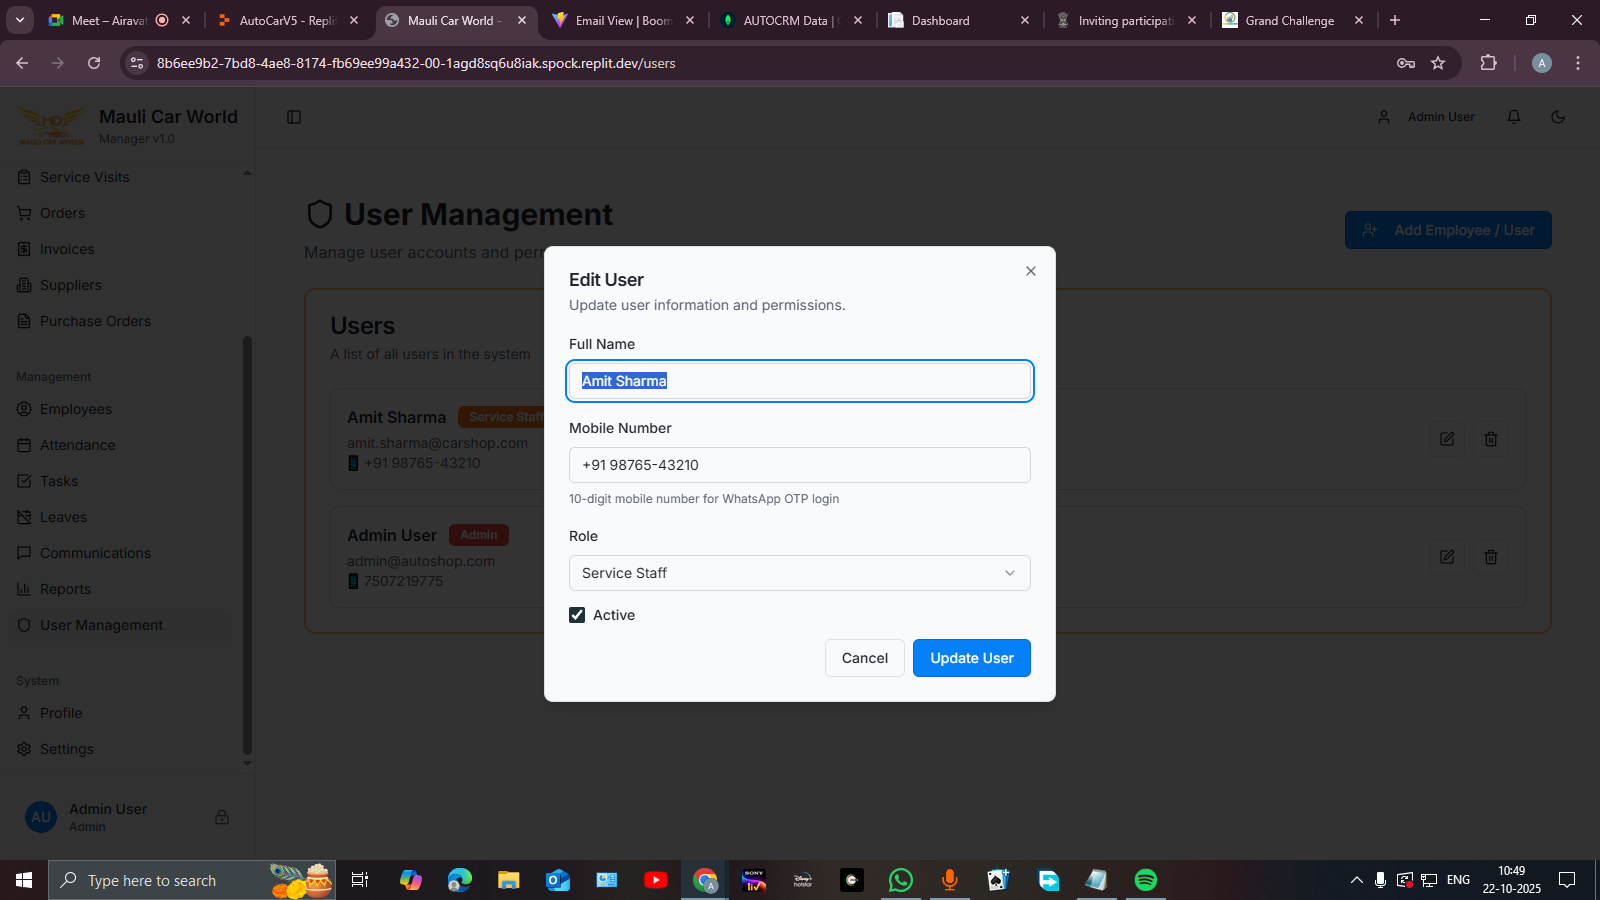 Meet – Airavat
AutoCarV5 - Replit
Mauli Car World -
Email View | Boom
AUTOCRM Data |
Dashboard
Inviting participati
Grand Challenge
8b6ee9b2-7bd8-4ae8-8174-fb69ee99a432-00-1agd8sq6u8iak.spock.replit.dev/users
A
MAULI CAR WORLD
Mauli Car World
Manager v1.0
Admin User
Service Visits
Orders
Invoices
Suppliers
Purchase Orders
Management
Employees
Attendance
Tasks
Leaves
Communications
Reports
User Management
System
Profile
Settings
AU
Admin User
Admin
User Management
Manage user accounts and per
Add Employee / User
Users
A list of all users in the system
Amit Sharma Service Staff
amit.sharma@carshop.com
+91 98765-43210
Admin User Admin
admin@autoshop.com
7507219775
Edit User
Update user information and permissions.
Full Name
Amit Sharma
Mobile Number
+91 98765-43210
10-digit mobile number for WhatsApp OTP login
Role
Service Staff
Active
Cancel Update User
Type here to search
SONY
liv
hotstar
ENG
10:49
22-10-2025